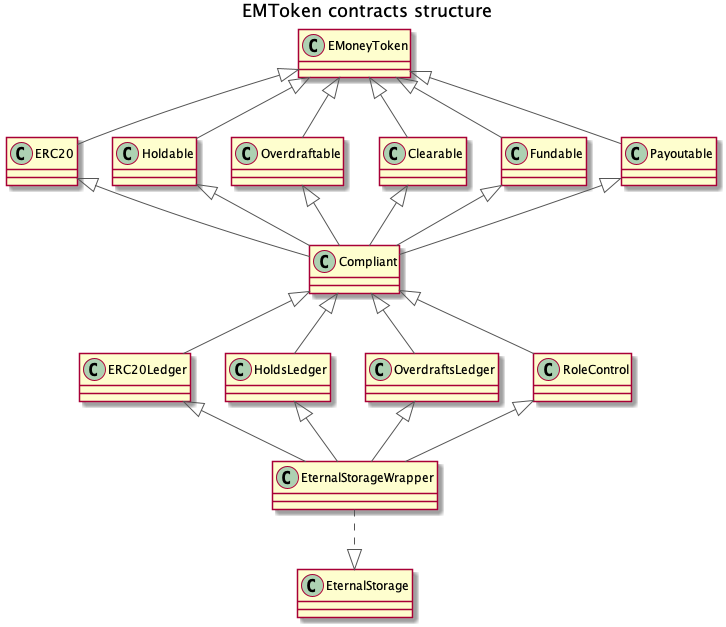 EMToken contracts structure
C EMoneyToken
C ERC20
C Holdable
C Overdraftable
C Clearable
C Fundable
C Payoutable
C Compliant
C ERC20Ledger
C HoldsLedger
C OverdraftsLedger
C RoleControl
C EternalStorageWrapper
C EternalStorage